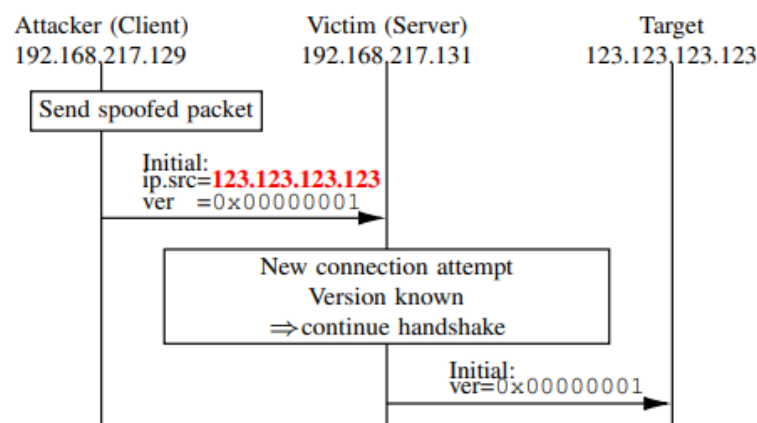 Attacker (Client) Victim (Server) Target
192.168.217.129 192.168.217.131 123.123.123.123
Send spoofed packet
Initial:
ip.src=123.123.123.123
ver =0x00000001
New connection attempt
Version known
⇒continue handshake
Initial:
ver=0x00000001